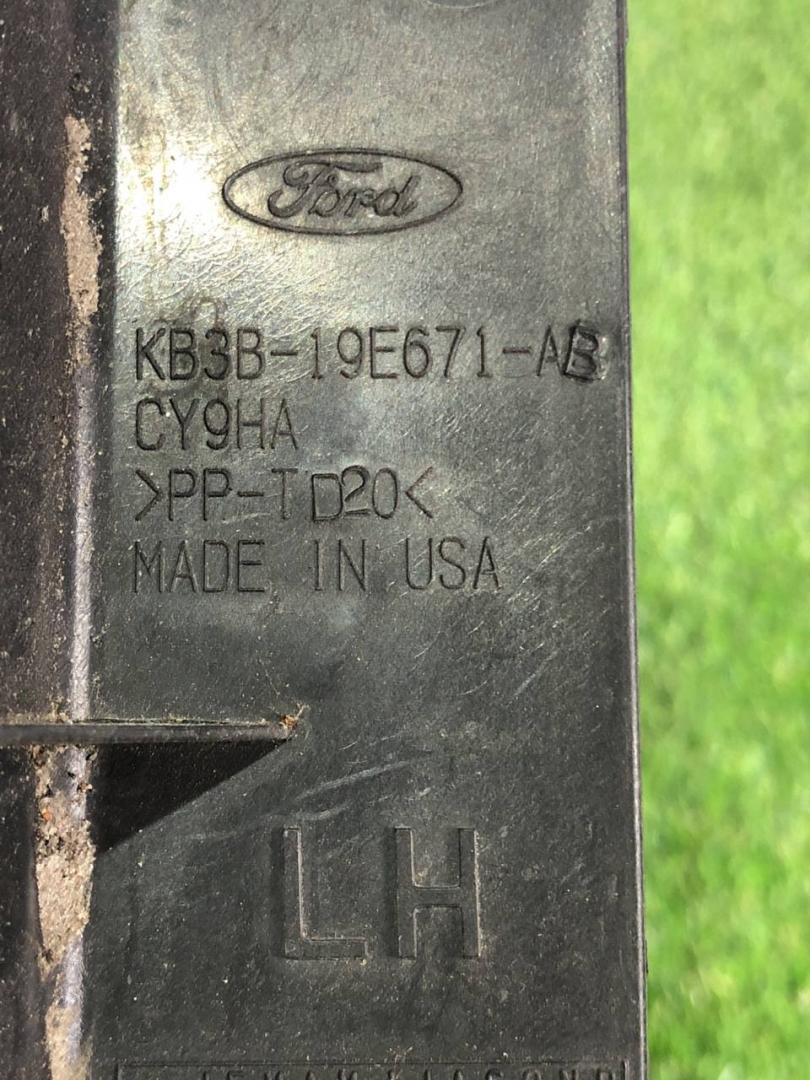 Ford
KB3B-19E671-AB
CY9HA
>PP-TD20<
MADE IN USA
LH